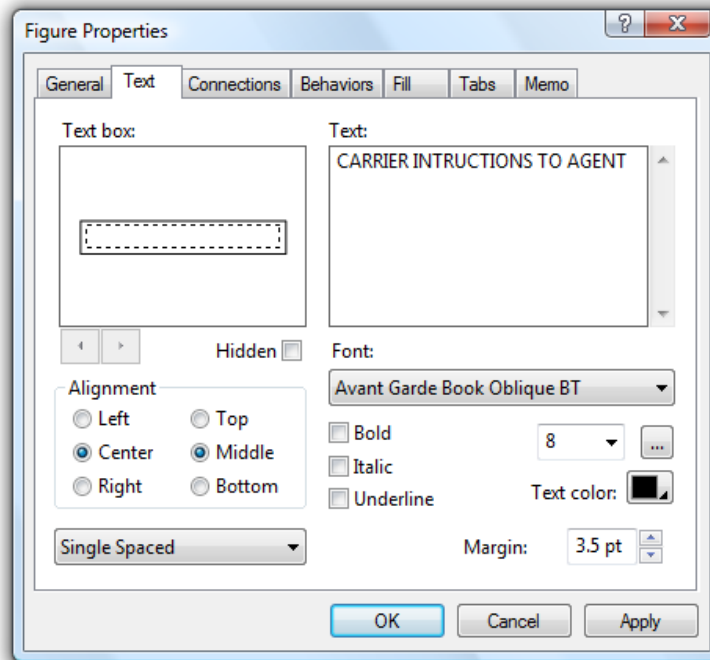 Figure Properties
General Text Connections Behaviors Fill Tabs Memo
Text box:
Text:
CARRIER INTRUCTIONS TO AGENT
Hidden
Font:
Avant Garde Book Oblique BT
Alignment
Left Top
Center Middle
Right Bottom
Bold
Italic
Underline
8
...
Text color:
Single Spaced
Margin: 3.5 pt
OK Cancel Apply